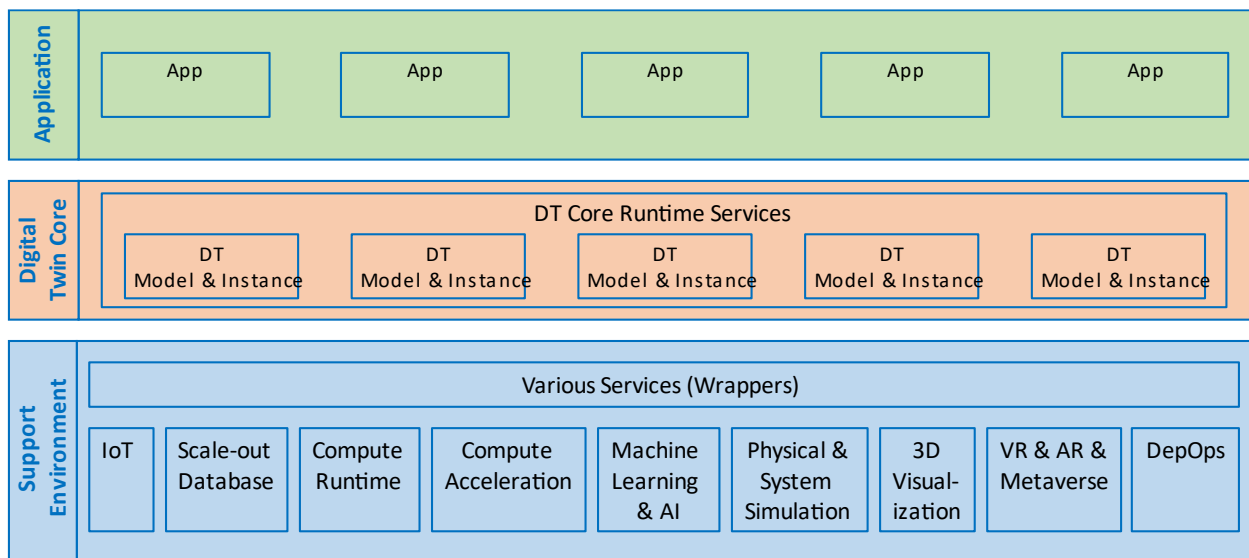 Application
App
App
App
App
App
Digital
Twin Core
DT Core Runtime Services
DT
Model & Instance
DT
Model & Instance
DT
Model & Instance
DT
Model & Instance
DT
Model & Instance
Support
Environment
Various Services (Wrappers)
IoT
Scale-out
Database
Compute
Runtime
Compute
Acceleration
Machine
Learning
& AI
Physical &
System
Simulation
3D
Visual-
ization
VR & AR &
Metaverse
DepOps